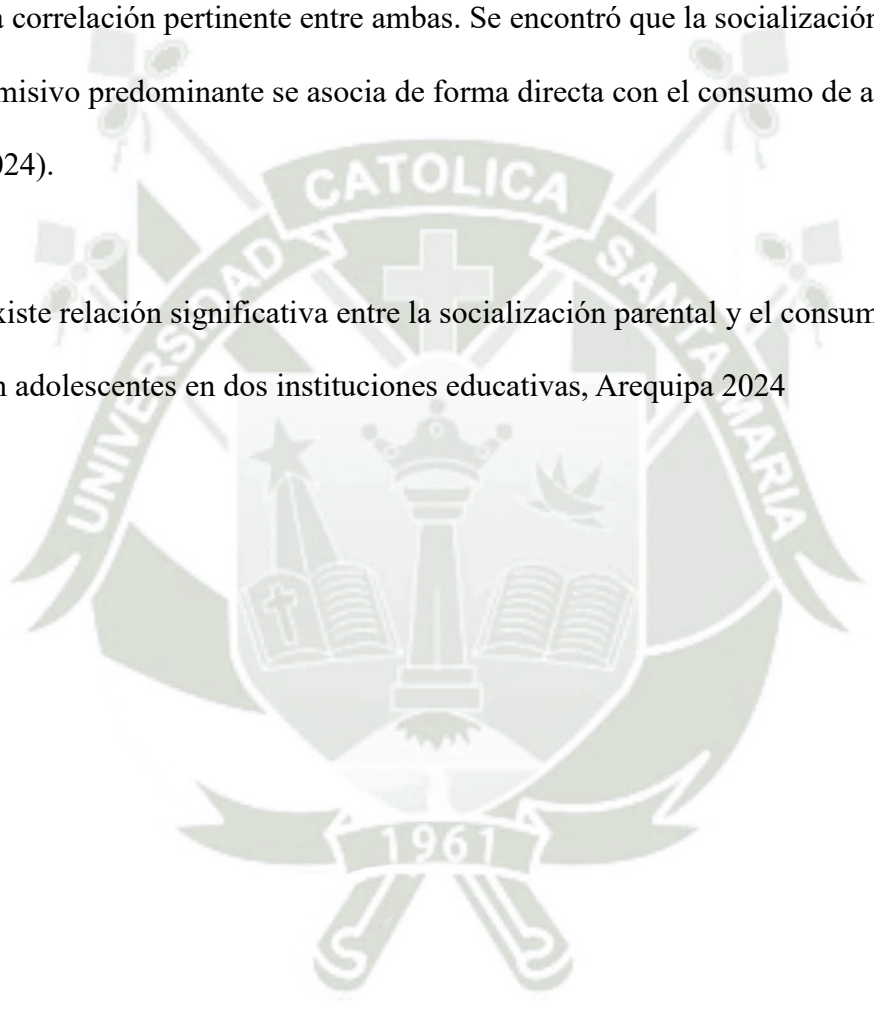 correlación pertinente entre ambas. Se encontró que la socialización
misivo predominante se asocia de forma directa con el consumo de a
024).
UNIVERSIDAD CATOLICA SANTA MARIA
xiste relación significativa entre la socialización parental y el consum
n adolescentes en dos instituciones educativas, Arequipa 2024
1961